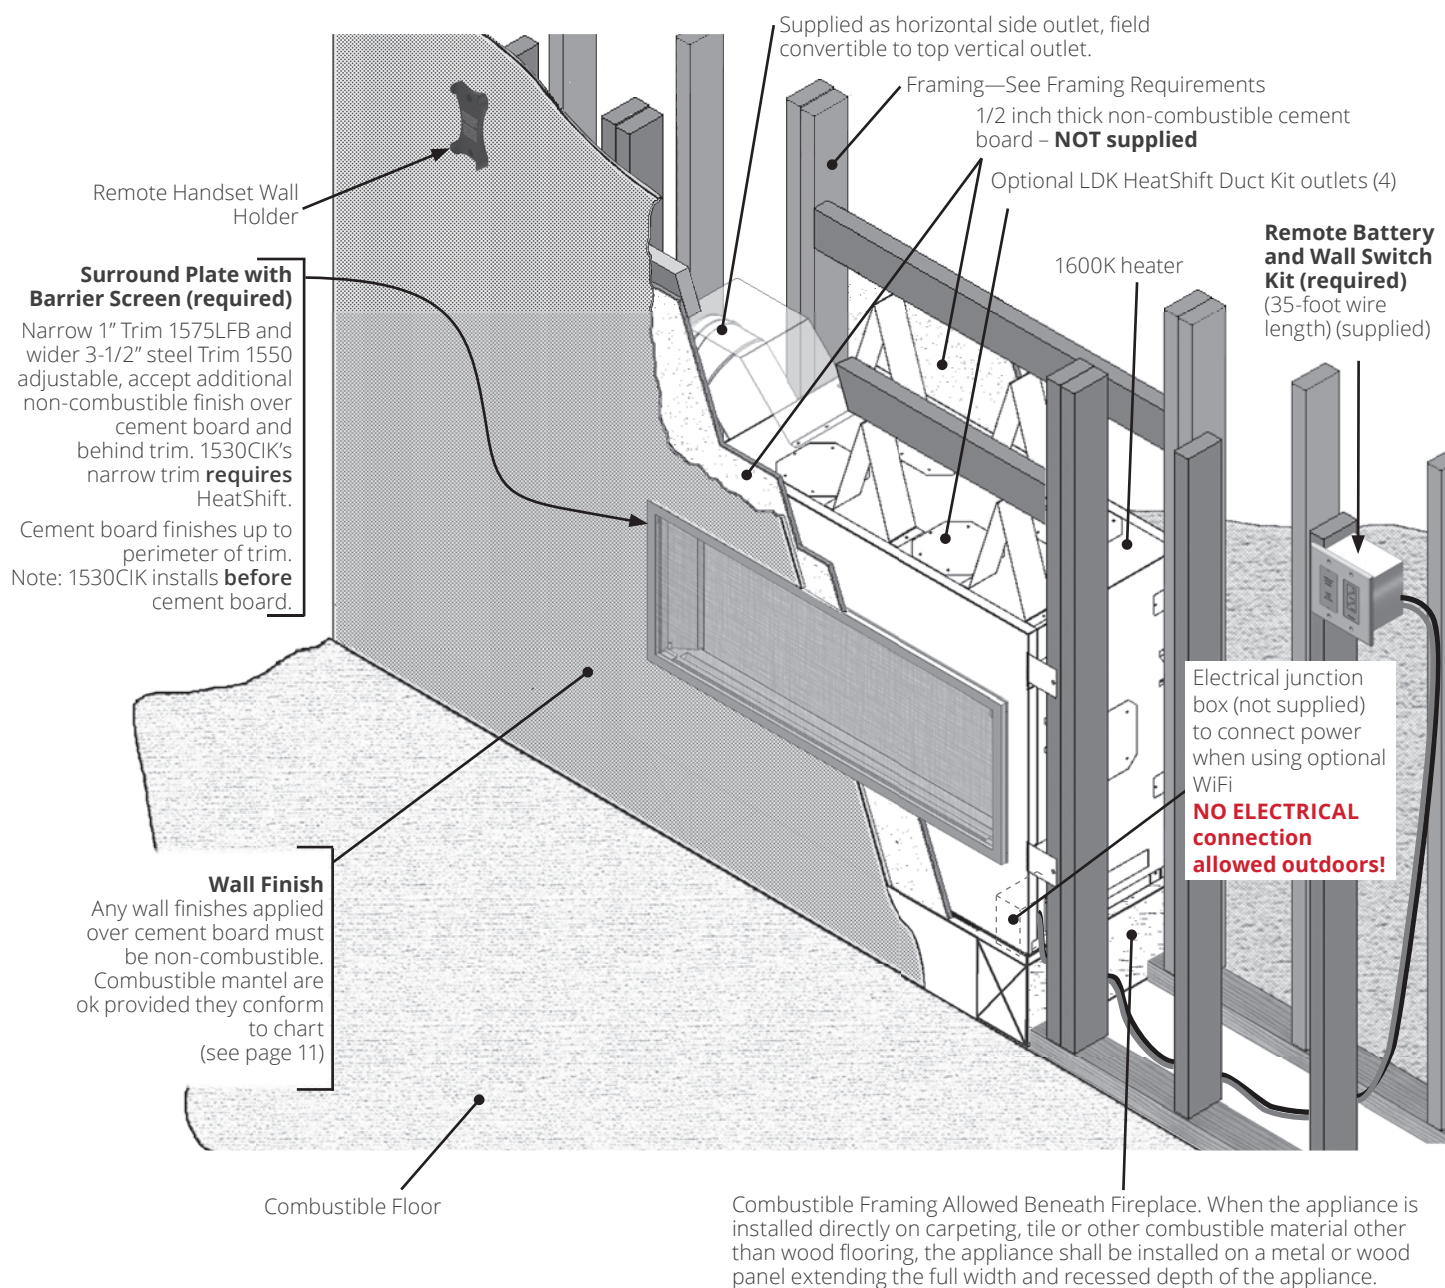 Supplied as horizontal side outlet, field
convertible to top vertical outlet.
Framing—See Framing Requirements
1/2 inch thick non-combustible cement
board – NOT supplied
Optional LDK HeatShift Duct Kit outlets (4)
Remote Handset Wall
Holder
Remote Battery
and Wall Switch
Kit (required)
(35-foot wire
length) (supplied)
1600K heater
Surround Plate with
Barrier Screen (required)
Narrow 1” Trim 1575LFB and
wider 3-1/2” steel Trim 1550
adjustable, accept additional
non-combustible finish over
cement board and
behind trim. 1530CIK’s
narrow trim requires
HeatShift.
Cement board finishes up to
perimeter of trim.
Note: 1530CIK installs before
cement board.
Electrical junction
box (not supplied)
to connect power
when using optional
WiFi
NO ELECTRICAL
connection
allowed outdoors!
Wall Finish
Any wall finishes applied
over cement board must
be non-combustible.
Combustible mantel are
ok provided they conform
to chart
(see page 11)
Combustible Floor
Combustible Framing Allowed Beneath Fireplace. When the appliance is
installed directly on carpeting, tile or other combustible material other
than wood flooring, the appliance shall be installed on a metal or wood
panel extending the full width and recessed depth of the appliance.